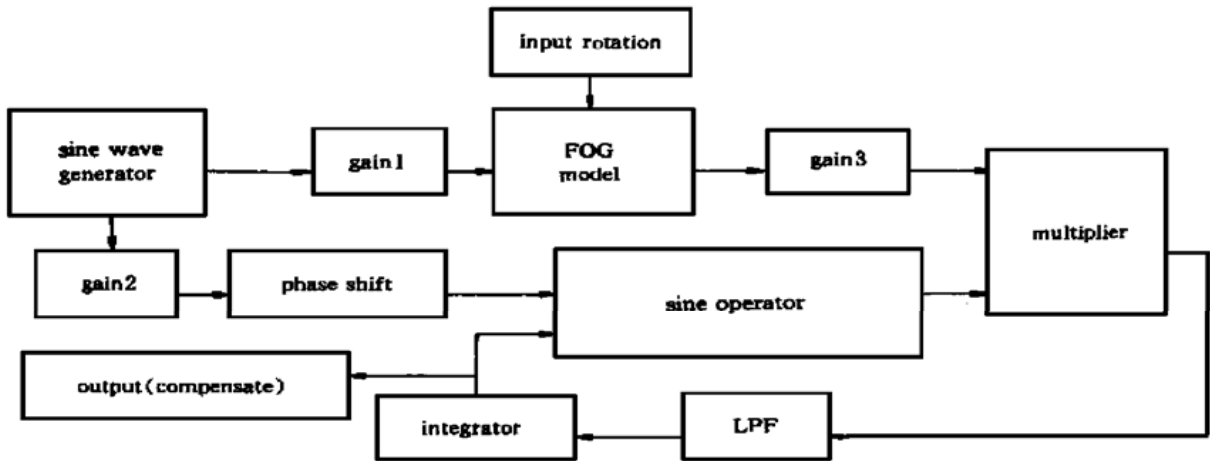 input rotation
sine wave
generator
gain1
FOG
model
gain3
multiplier
gain2
phase shift
sine operator
output(compensate)
integrator
LPF